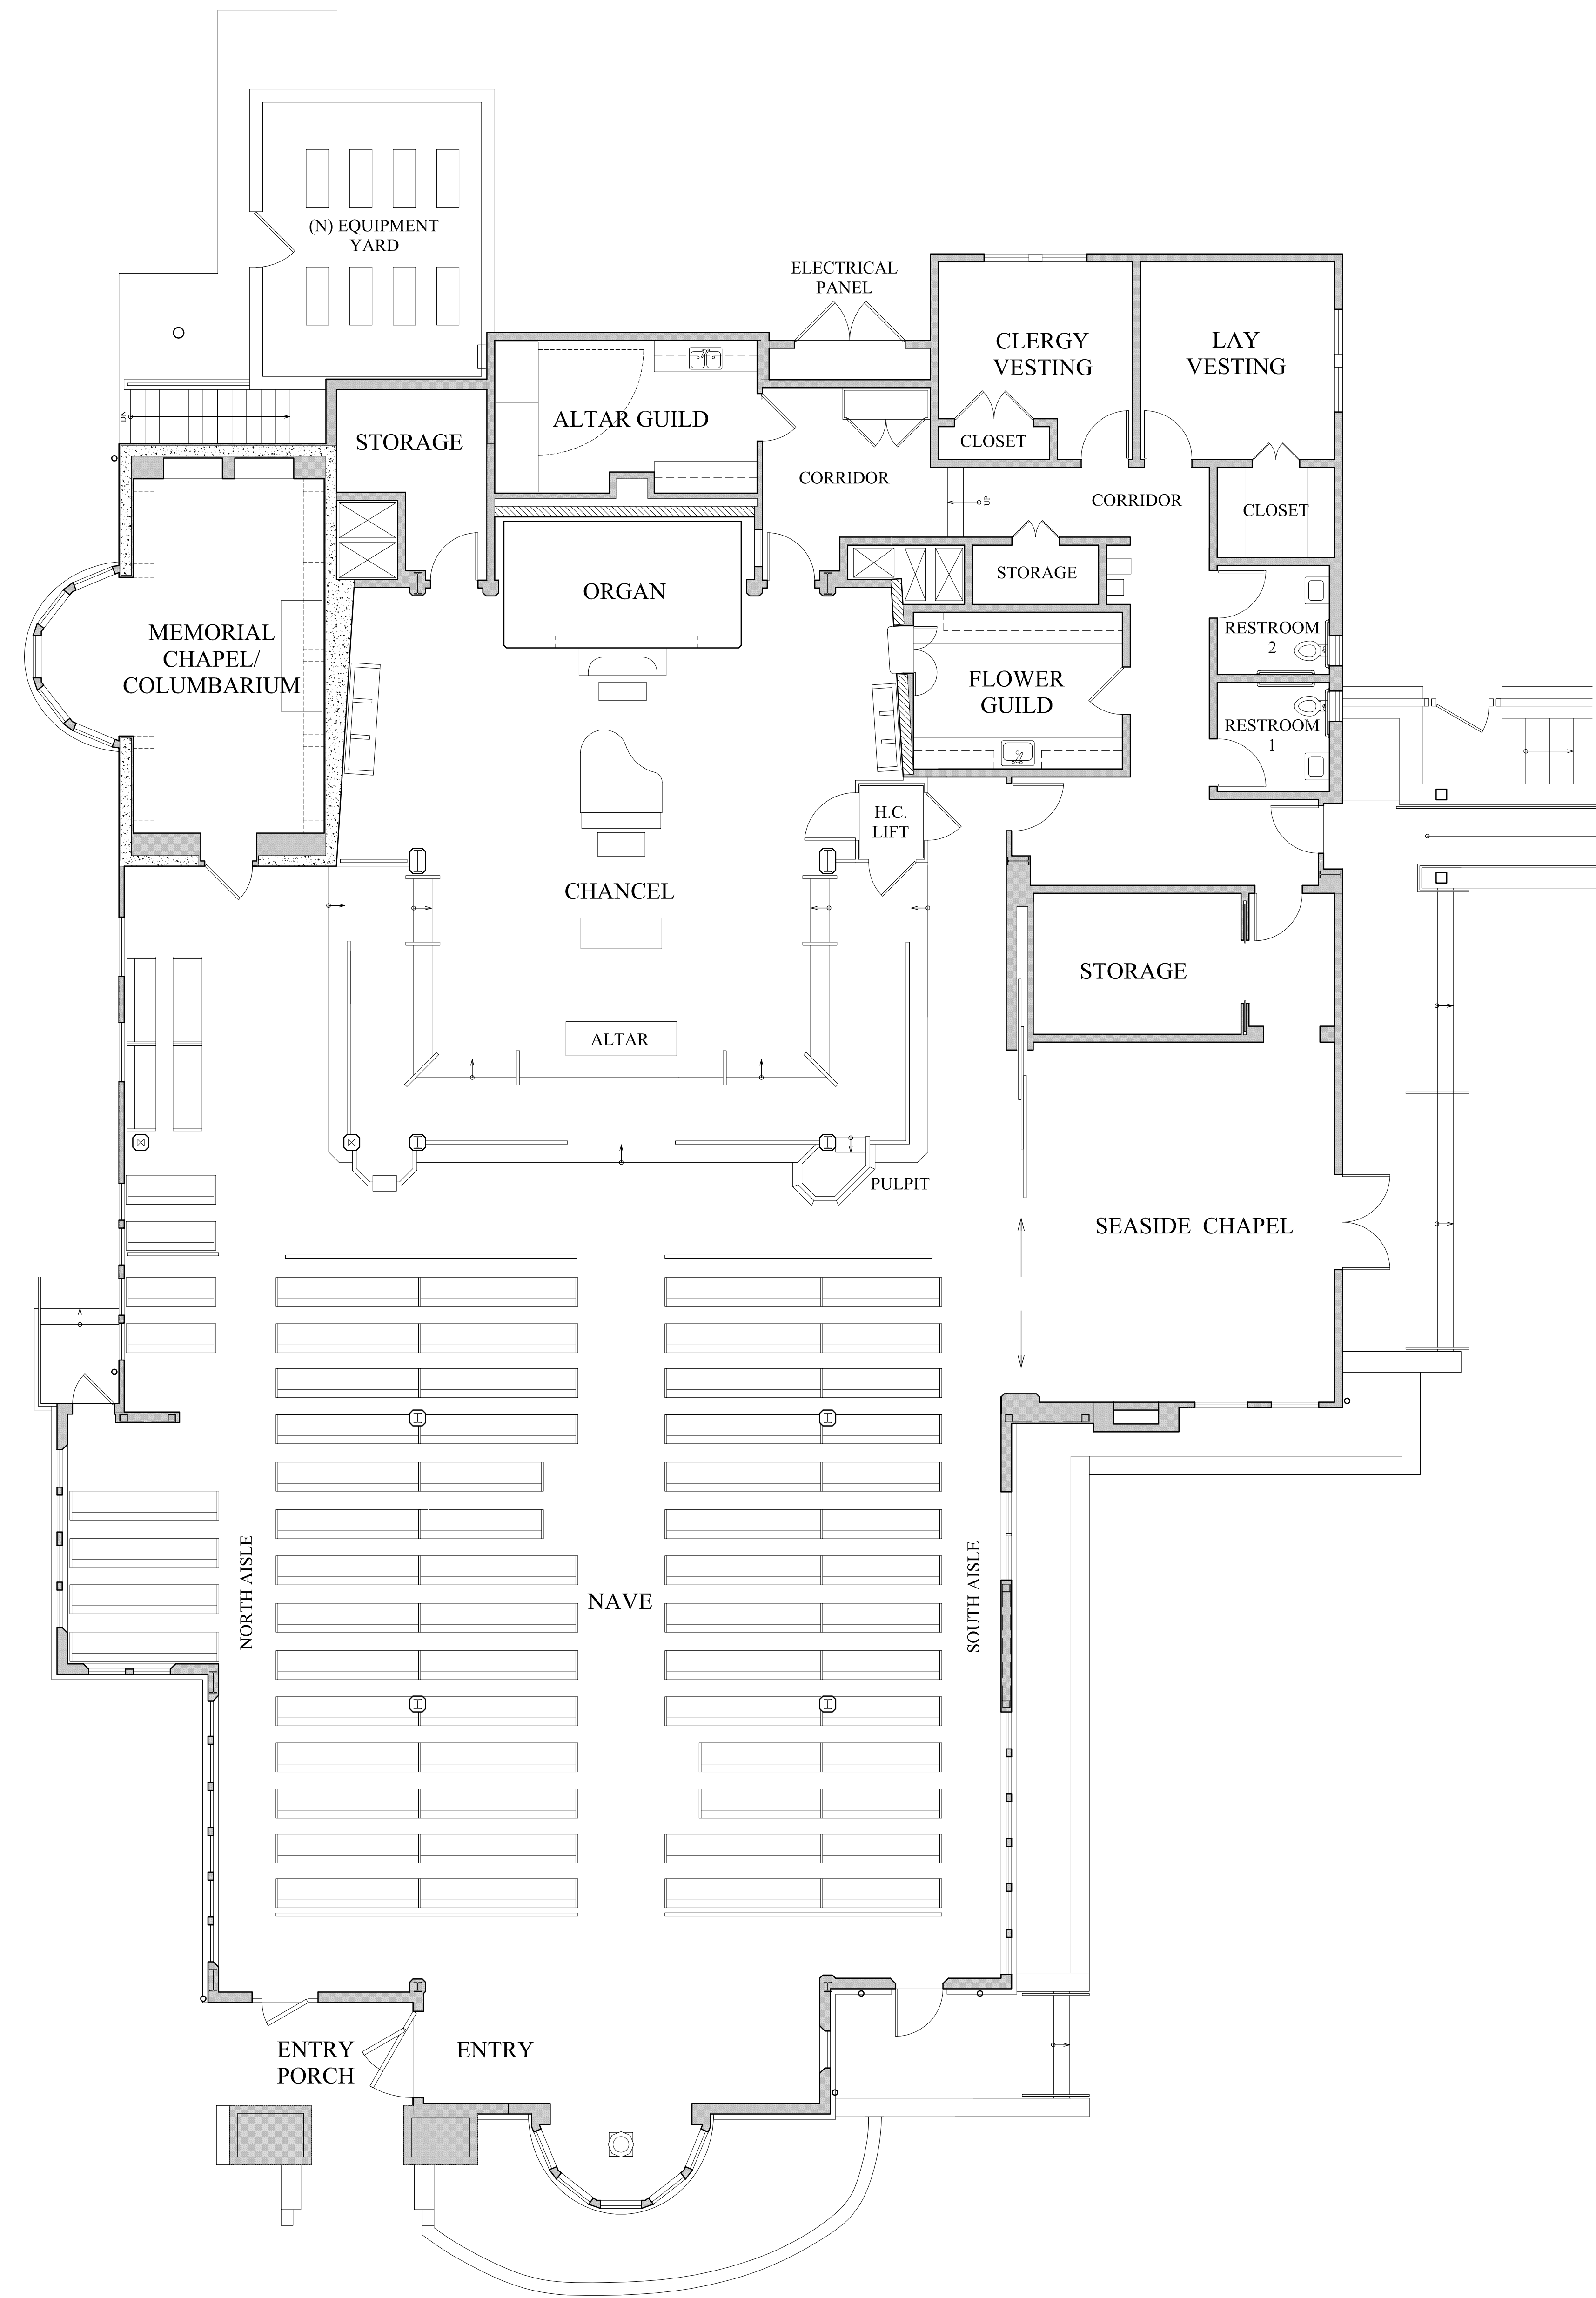 (N) EQUIPMENT
YARD
ELECTRICAL
PANEL
CLERGY
VESTING
LAY
VESTING
DN
STORAGE
ALTAR GUILD
CLOSET
CORRIDOR
UP
CORRIDOR
CLOSET
ORGAN
STORAGE
MEMORIAL
CHAPEL/
COLUMBARIUM
RESTROOM
2
FLOWER
GUILD
RESTROOM
1
H.C.
LIFT
CHANCEL
STORAGE
ALTAR
PULPIT
SEASIDE CHAPEL
NORTH AISLE
NAVE
SOUTH AISLE
ENTRY
PORCH
ENTRY